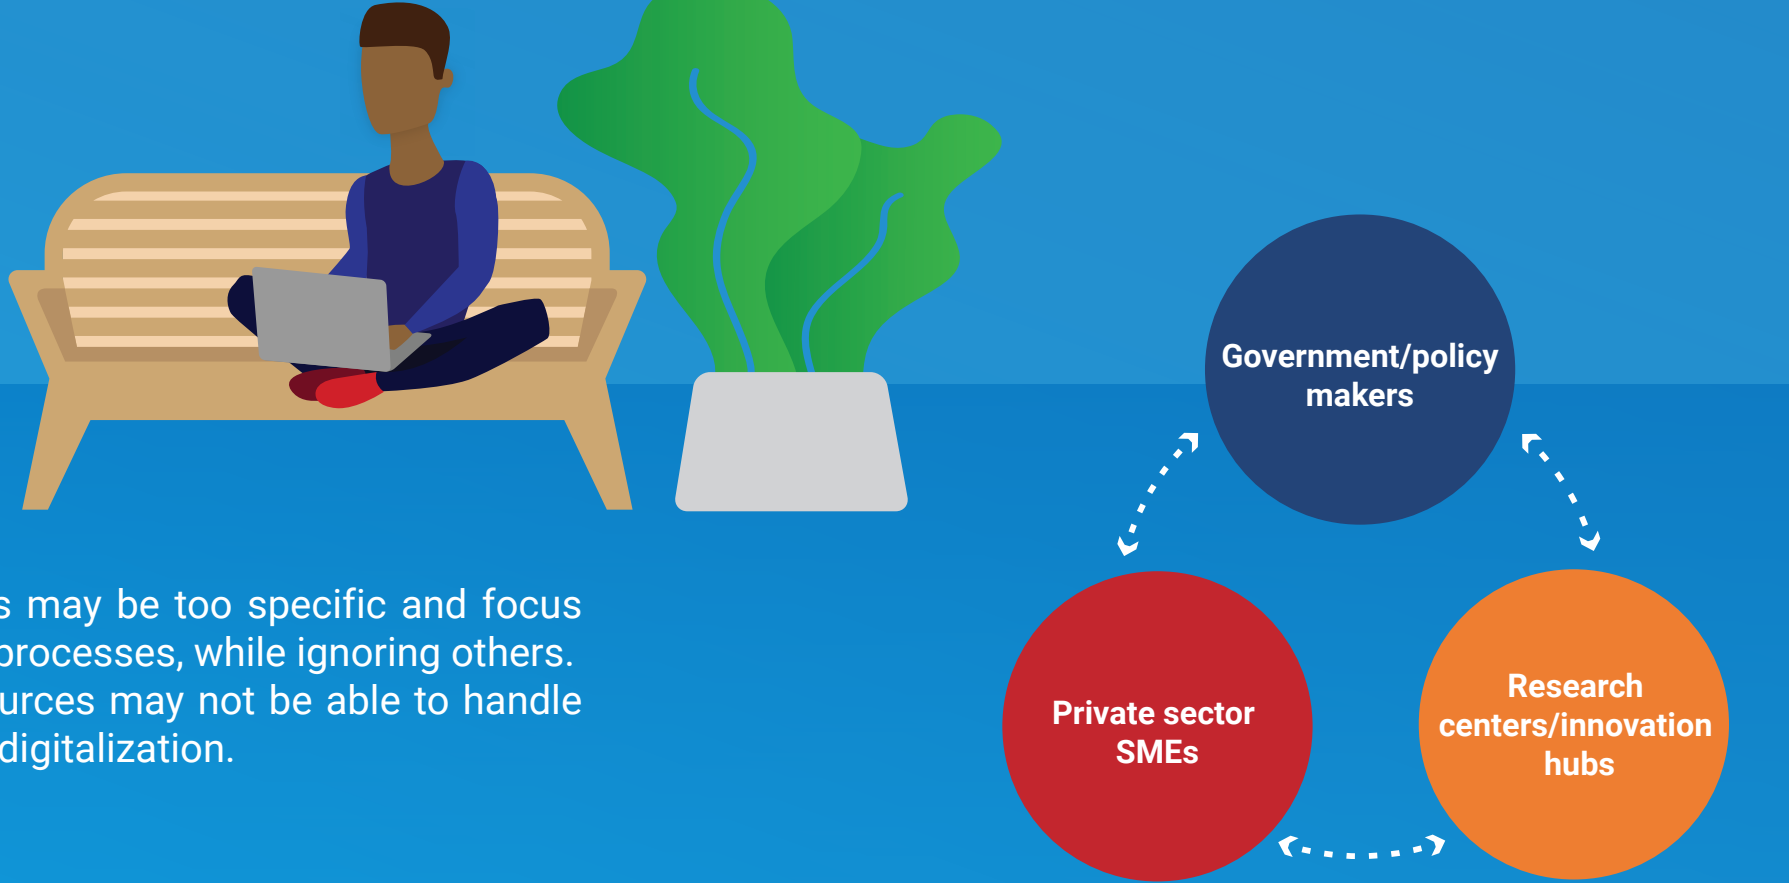 s may be too specific and focus
processes, while ignoring others.
urces may not be able to handle
digitalization.
Government/policy
makers
Private sector
SMEs
Research
centers/innovation
hubs